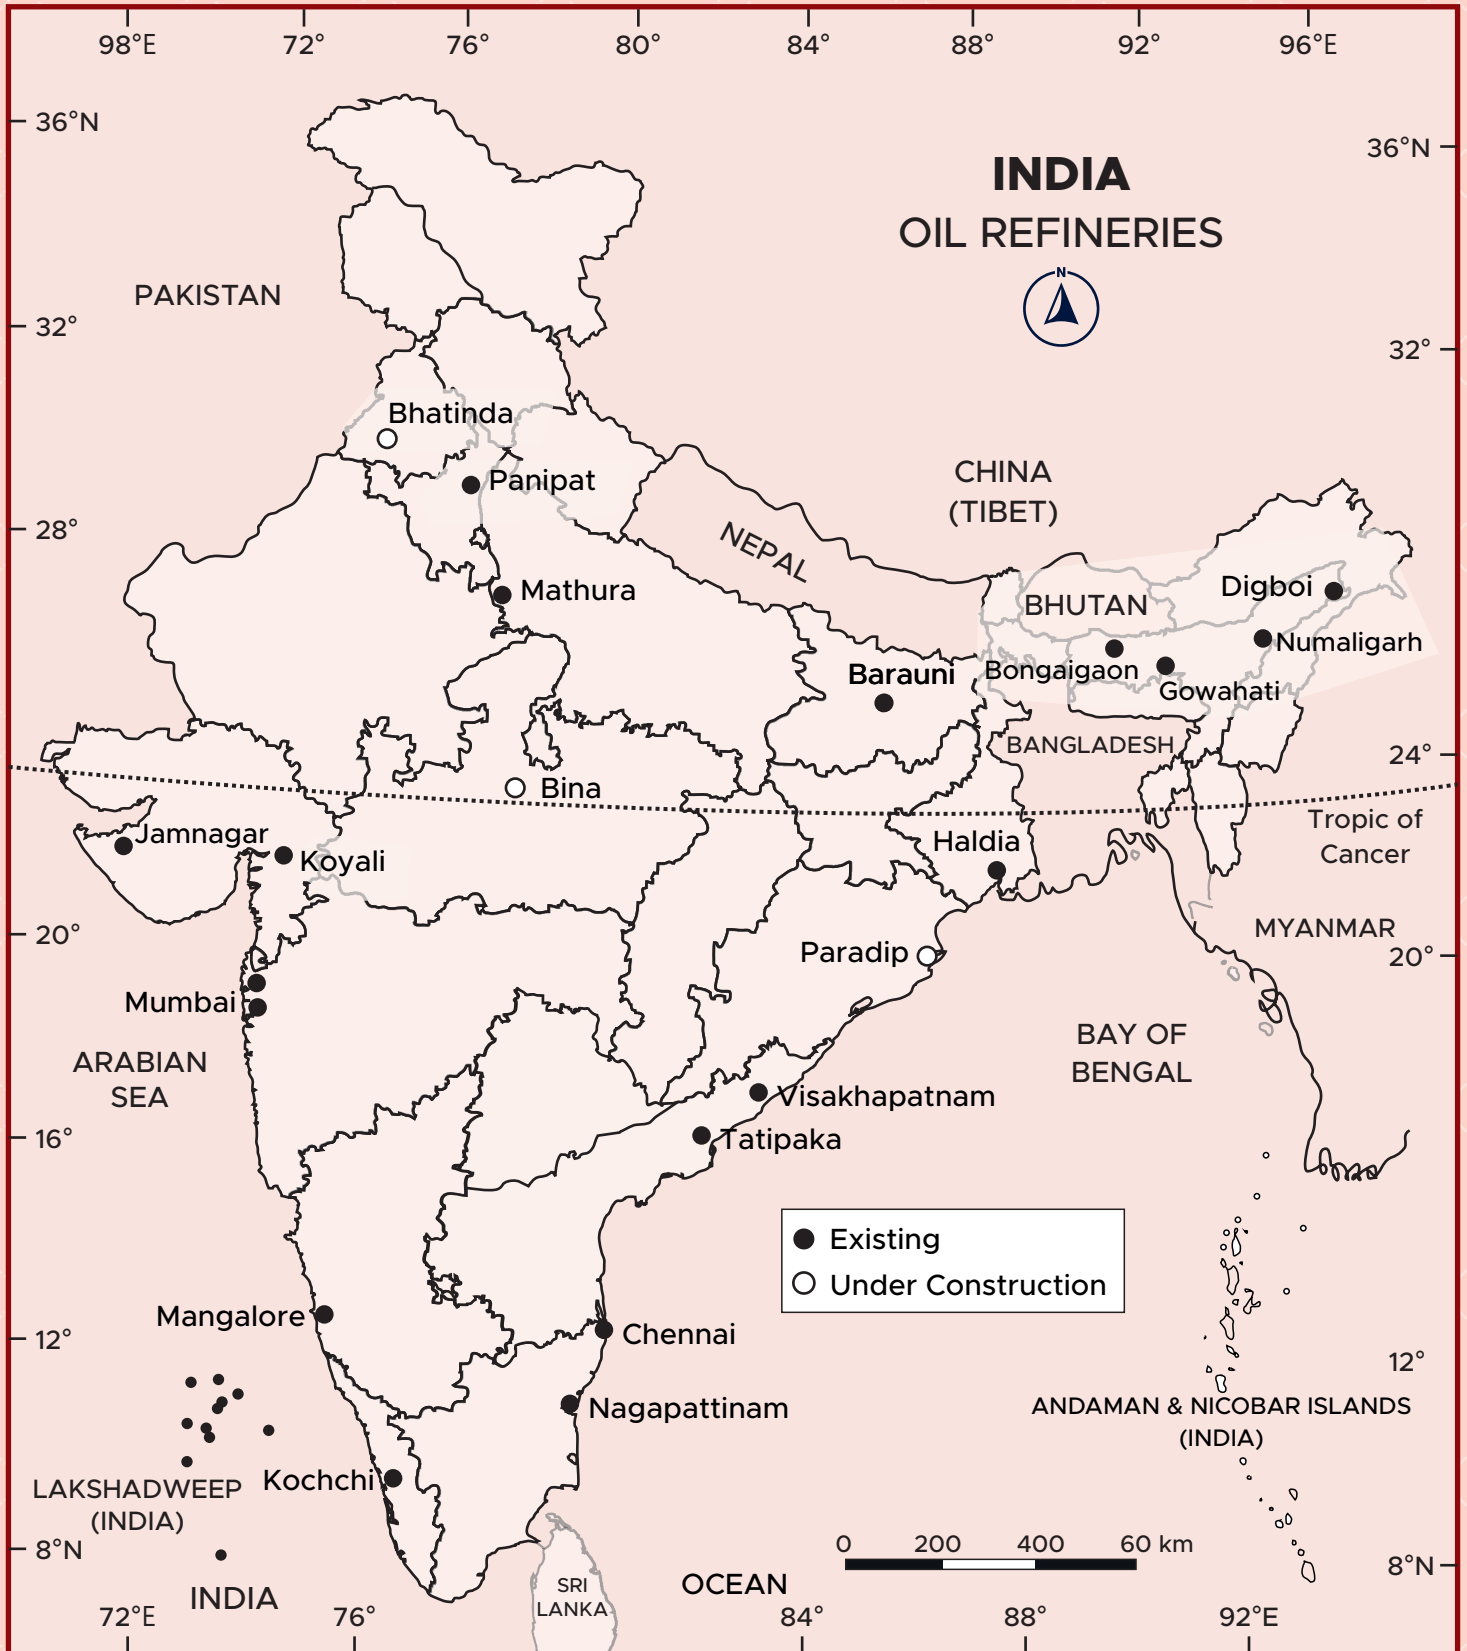 98°E 72° 76° 80° 84° 88° 92° 96°E
36°N
36°N
INDIA
OIL REFINERIES
N
PAKISTAN
32°
32°
Bhatinda
Panipat
CHINA
(TIBET)
28°
NEPAL
Mathura
BHUTAN
Digboi
Numaligarh
Bongaigaon
Gowahati
Barauni
BANGLADESH
24°
Bina
Tropic of
Cancer
Jamnagar
Koyali
Haldia
20°
MYANMAR
20°
Paradip
Mumbai
ARABIAN
SEA
BAY OF
BENGAL
Visakhapatnam
16°
Tatipaka
Existing
Under Construction
Mangalore
Chennai
12°
12°
Nagapattinam
ANDAMAN & NICOBAR ISLANDS
(INDIA)
LAKSHADWEEP
(INDIA)
Kochchi
8°N
0 200 400 60 km
8°N
INDIA
OCEAN
SRI
LANKA
72°E 76° 84° 88° 92°E